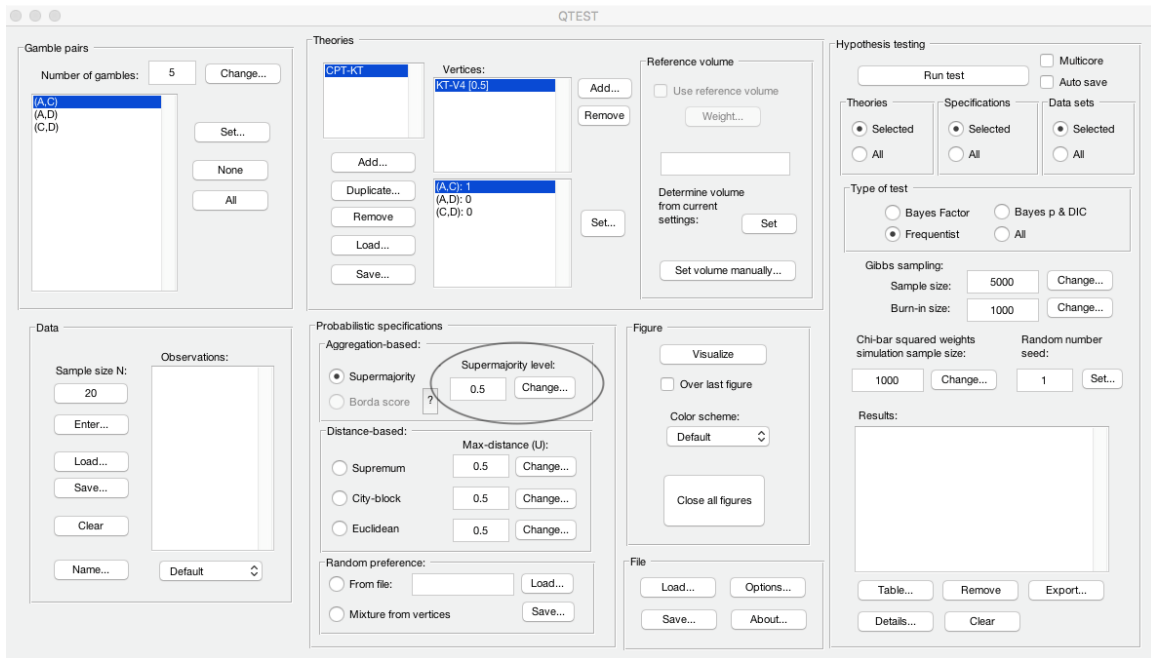 QTEST
Gamble pairs
Number of gambles:
5
Change...
(A,C)
(A,D)
(C,D)
Set...
None
All
Theories
CPT-KT
Add...
Duplicate...
Remove
Load...
Save...
Vertices:
KT-V4 [0.5]
Add...
Remove
(A,C): 1
(A,D): 0
(C,D): 0
Set...
Reference volume
Use reference volume
Weight...
Determine volume
from current
settings:
Set
Set volume manually...
Hypothesis testing
Run test
Multicore
Auto save
Theories
Selected
All
Specifications
Selected
All
Data sets
Selected
All
Type of test
Bayes Factor
Bayes p & DIC
Frequentist
All
Gibbs sampling:
Sample size:
5000
Change...
Burn-in size:
1000
Change...
Chi-bar squared weights
simulation sample size:
1000
Change...
Random number
seed:
1
Set...
Results:
Table...
Remove
Export...
Details...
Clear
Data
Sample size N:
20
Enter...
Load...
Save...
Clear
Name...
Observations:
Default
Probabilistic specifications
Aggregation-based:
Supermajority
Borda score
?
Supermajority level:
0.5
Change...
Distance-based:
Max-distance (U):
Supremum
0.5
Change...
City-block
0.5
Change...
Euclidean
0.5
Change...
Random preference:
From file:
Load...
Mixture from vertices
Save...
Figure
Visualize
Over last figure
Color scheme:
Default
Close all figures
File
Load...
Options...
Save...
About...